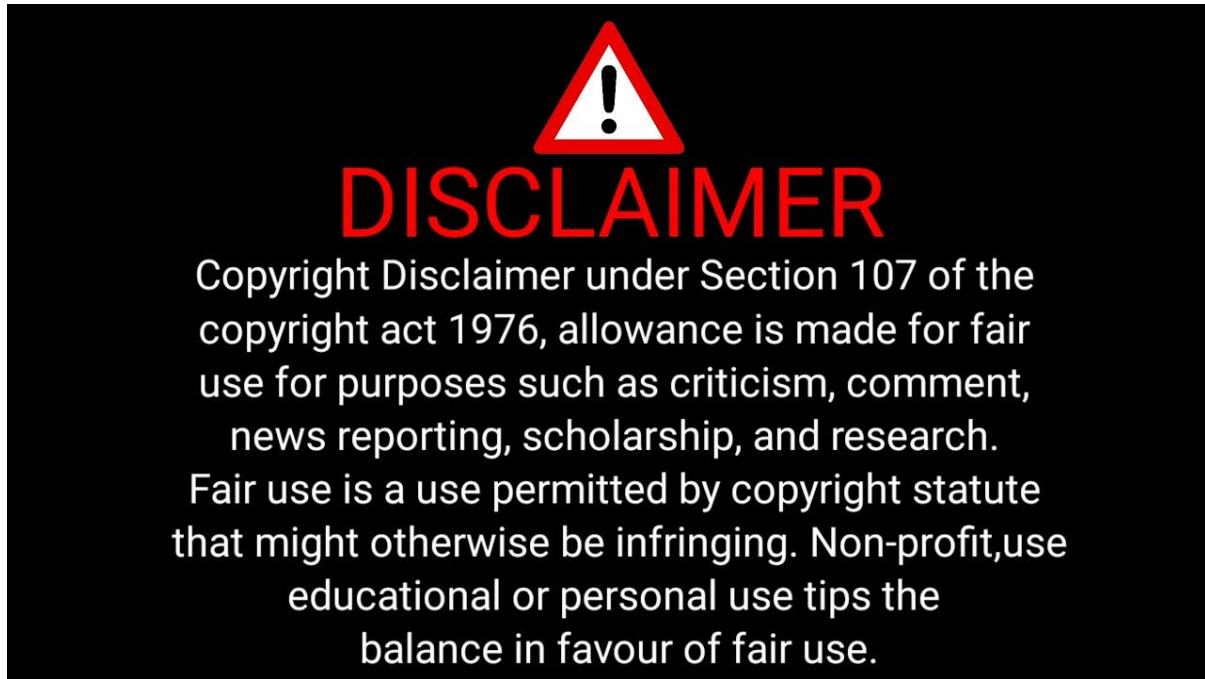 DISCLAIMER
Copyright Disclaimer under Section 107 of the
copyright act 1976, allowance is made for fair
use for purposes such as criticism, comment,
news reporting, scholarship, and research.
Fair use is a use permitted by copyright statute
that might otherwise be infringing. Non-profit,use
educational or personal use tips the
balance in favour of fair use.